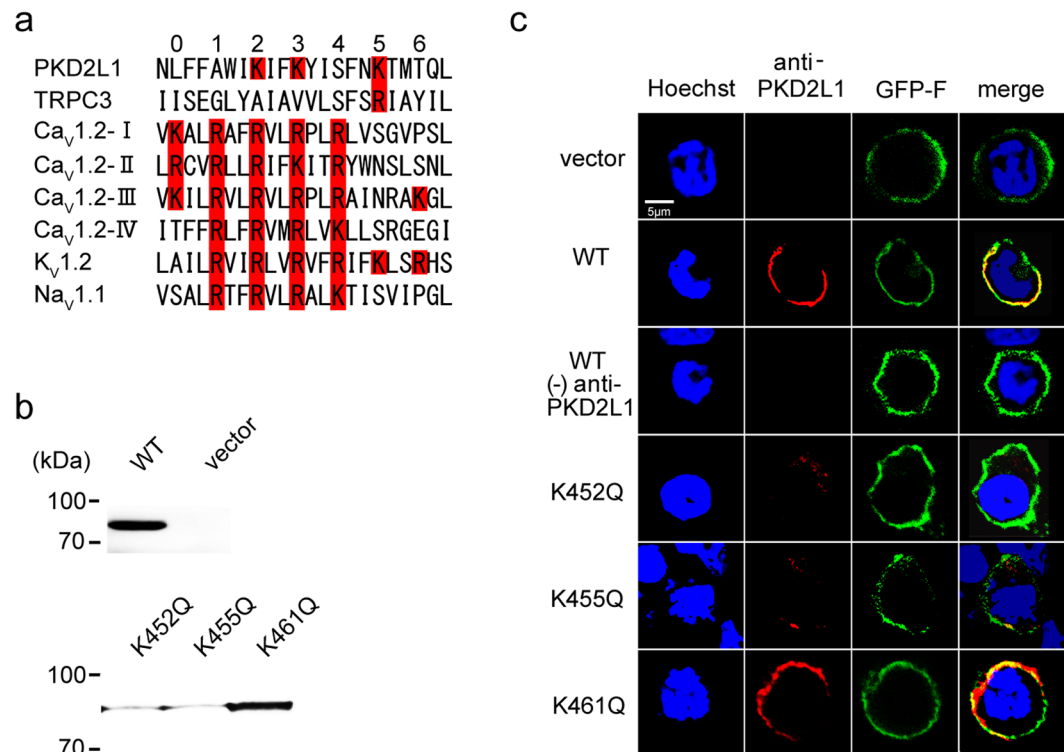 a
0 1 2 3 4 5 6
PKD2L1 NLFFAWIKIFKYISFNKTMTQL
TRPC3 IISEGLYAIAVVLSFSRIAYIL
CaV1.2-Ⅰ VKALRAFRVLRPLRLVSGVPSL
CaV1.2-Ⅱ LRCVRLLRIFKITRYWNSLSNL
CaV1.2-Ⅲ VKILRVLRVLRPLRAINRAKGL
CaV1.2-Ⅳ ITFFRLFRVMRLVKLLSRGEGI
KV1.2 LAILRVIRLVRVFRIFKLSRHS
NaV1.1 VSALRTFRVLRALKTISVIPGL
b
(kDa) WT vector
100
70
K452Q K455Q K461Q
100
70
c
Hoechst anti-PKD2L1 GFP-F merge
vector
5μm
WT
WT
(-) anti-
PKD2L1
K452Q
K455Q
K461Q